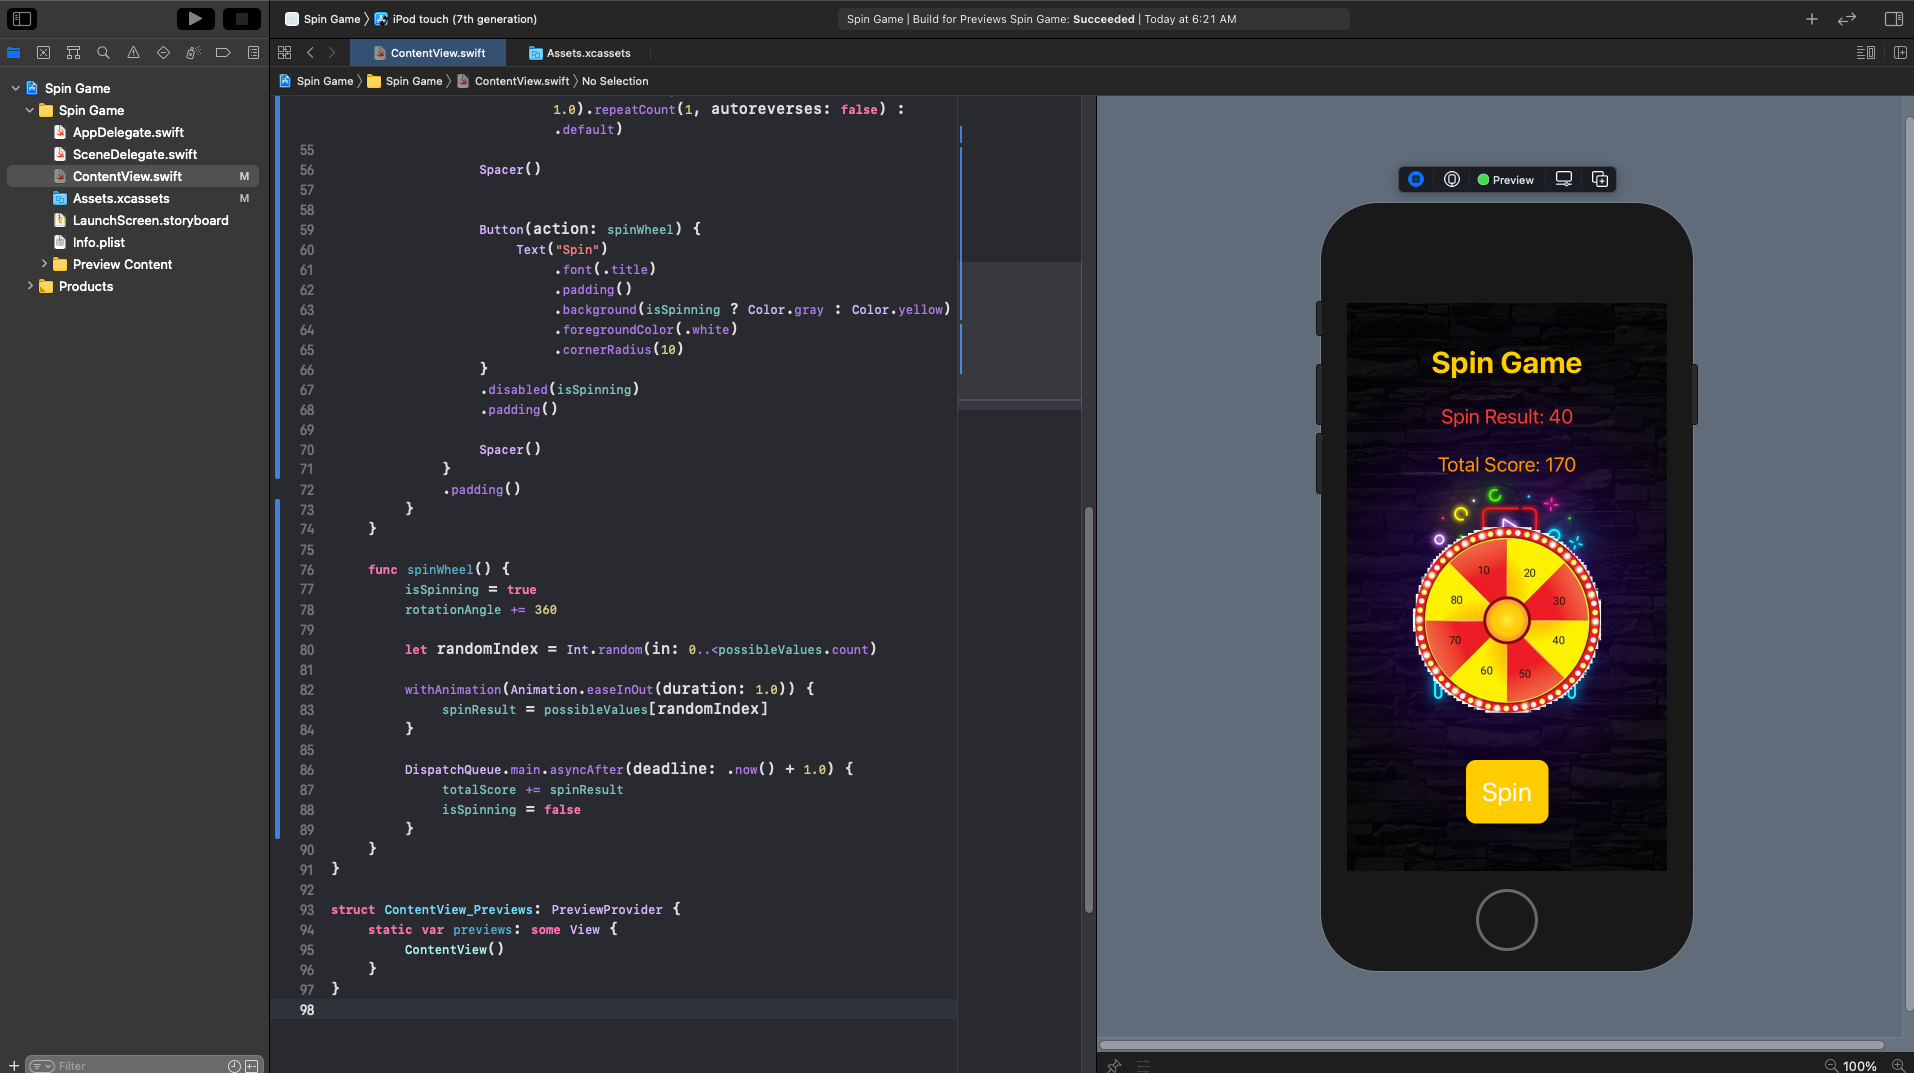 Spin Game
iPod touch (7th generation)
Spin Game | Build for Previews Spin Game: Succeeded | Today at 6:21 AM
ContentView.swift
Assets.xcassets
Spin Game
Spin Game
ContentView.swift
No Selection
Spin Game
Spin Game
AppDelegate.swift
SceneDelegate.swift
ContentView.swift M
Assets.xcassets M
LaunchScreen.storyboard
Info.plist
Preview Content
Products
Filter
1.0).repeatCount(1, autoreverses: false) :
.default)
55
56 Spacer()
57
58
59 Button(action: spinWheel) {
60 Text("Spin")
61 .font(.title)
62 .padding()
63 .background(isSpinning ? Color.gray : Color.yellow)
64 .foregroundColor(.white)
65 .cornerRadius(10)
66 }
67 .disabled(isSpinning)
68 .padding()
69
70 Spacer()
71 }
72 .padding()
73 }
74 }
75
76 func spinWheel() {
77 isSpinning = true
78 rotationAngle += 360
79
80 let randomIndex = Int.random(in: 0..<possibleValues.count)
81
82 withAnimation(Animation.easeInOut(duration: 1.0)) {
83 spinResult = possibleValues[randomIndex]
84 }
85
86 DispatchQueue.main.asyncAfter(deadline: .now() + 1.0) {
87 totalScore += spinResult
88 isSpinning = false
89 }
90 }
91 }
92
93 struct ContentView_Previews: PreviewProvider {
94 static var previews: some View {
95 ContentView()
96 }
97 }
98
Preview
Spin Game
Spin Result: 40
Total Score: 170
10
20
80
30
70
40
60
50
Spin
100%